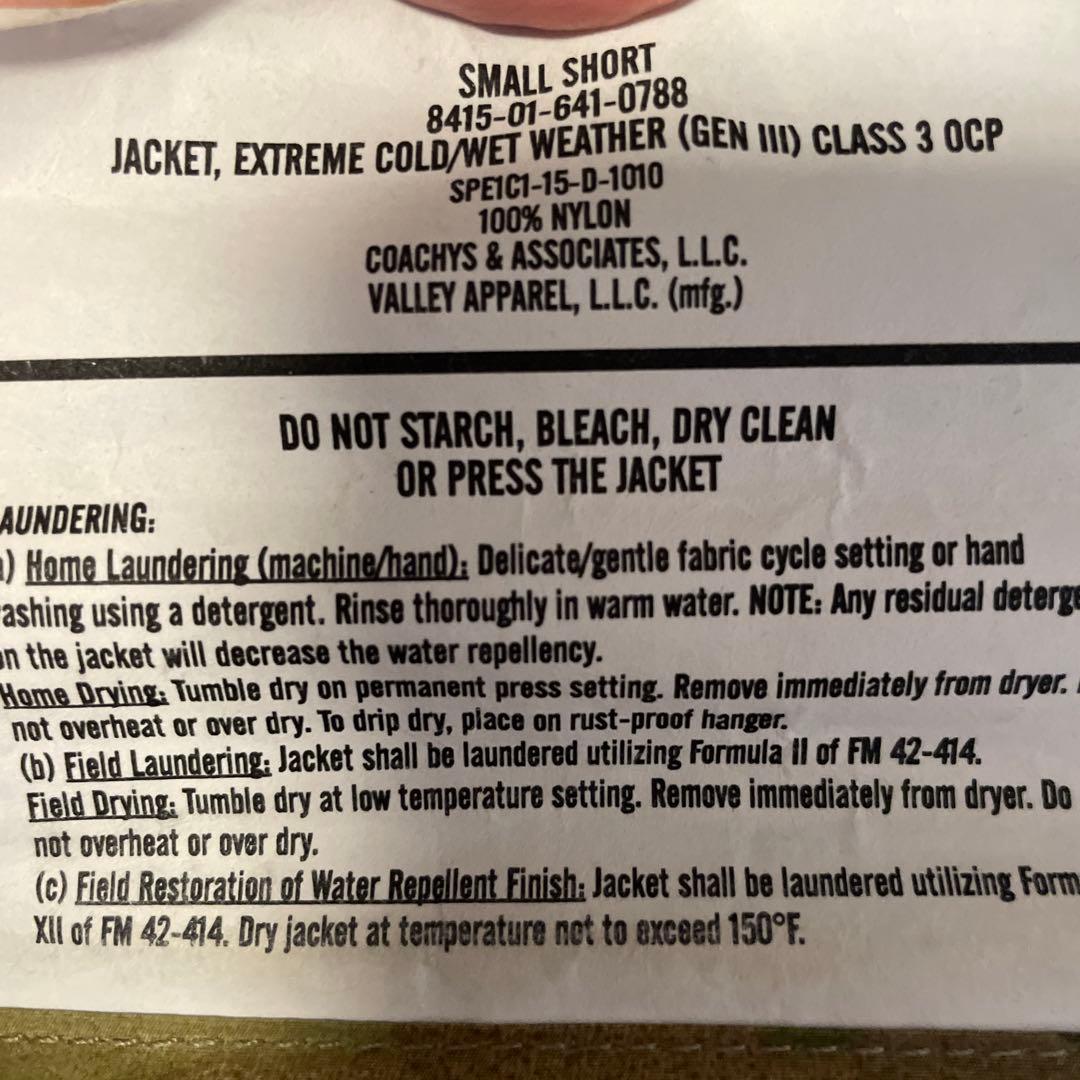 SMALL SHORT
8415-01-641-0788
JACKET, EXTREME COLD/WET WEATHER (GEN III) CLASS 3 OCP
SPE1C1-15-D-1010
100% NYLON
COACHYS & ASSOCIATES, L.L.C.
VALLEY APPAREL, L.L.C. (mfg.)
DO NOT STARCH, BLEACH, DRY CLEAN
OR PRESS THE JACKET
AUNDERING:
) Home Laundering (machine/hand): Delicate/gentle fabric cycle setting or hand
ashing using a detergent. Rinse thoroughly in warm water. NOTE: Any residual deterge
n the jacket will decrease the water repellency.
Home Drying: Tumble dry on permanent press setting. Remove immediately from dryer.
not overheat or over dry. To drip dry, place on rust-proof hanger.
(b) Field Laundering: Jacket shall be laundered utilizing Formula II of FM 42-414.
Field Drying: Tumble dry at low temperature setting. Remove immediately from dryer. Do
not overheat or over dry.
(c) Field Restoration of Water Repellent Finish: Jacket shall be laundered utilizing Form
XII of FM 42-414. Dry jacket at temperature not to exceed 150°F.